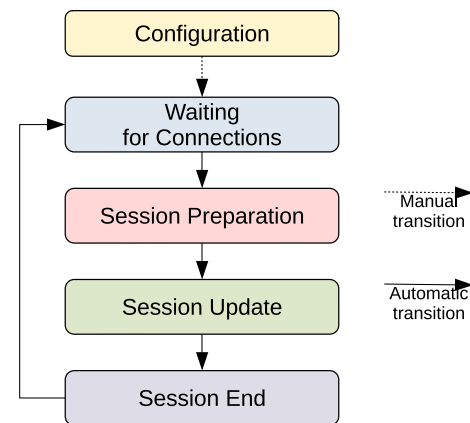 Configuration
Waiting
for Connections
Session Preparation
Manual
transition
Session Update
Automatic
transition
Session End